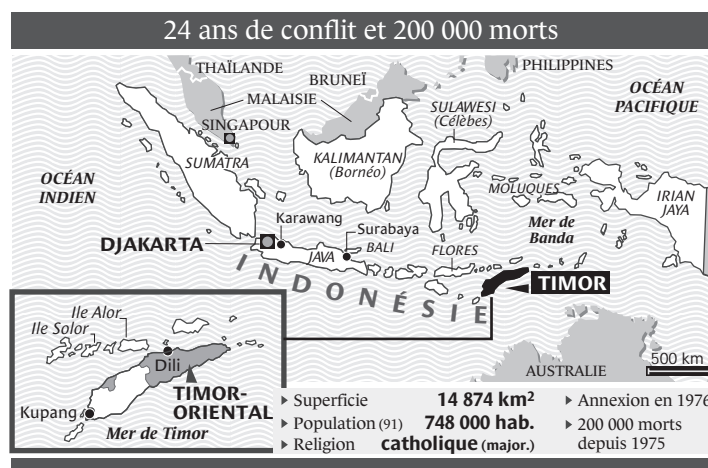 24 ans de conflit et 200 000 morts
THAÏLANDE
BRUNEÏ
PHILIPPINES
MALAISIE
OCÉAN
PACIFIQUE
SULAWESI
(Célèbes)
SINGAPOUR
SUMATRA
KALIMANTAN
(Bornéo)
OCÉAN
INDIEN
MOLUQUES
IRIAN
JAYA
Karawang
Mer de
Banda
Surabaya
DJAKARTA
BALI
JAVA
FLORES
INDONÉSIE
TIMOR
Ile Alor
Ile Solor
Dili
AUSTRALIE
500 km
TIMOR-
ORIENTAL
Kupang
Mer de Timor
Superficie 14 874 km²
Population (91) 748 000 hab.
Religion catholique (major.)
Annexion en 1976
200 000 morts
depuis 1975